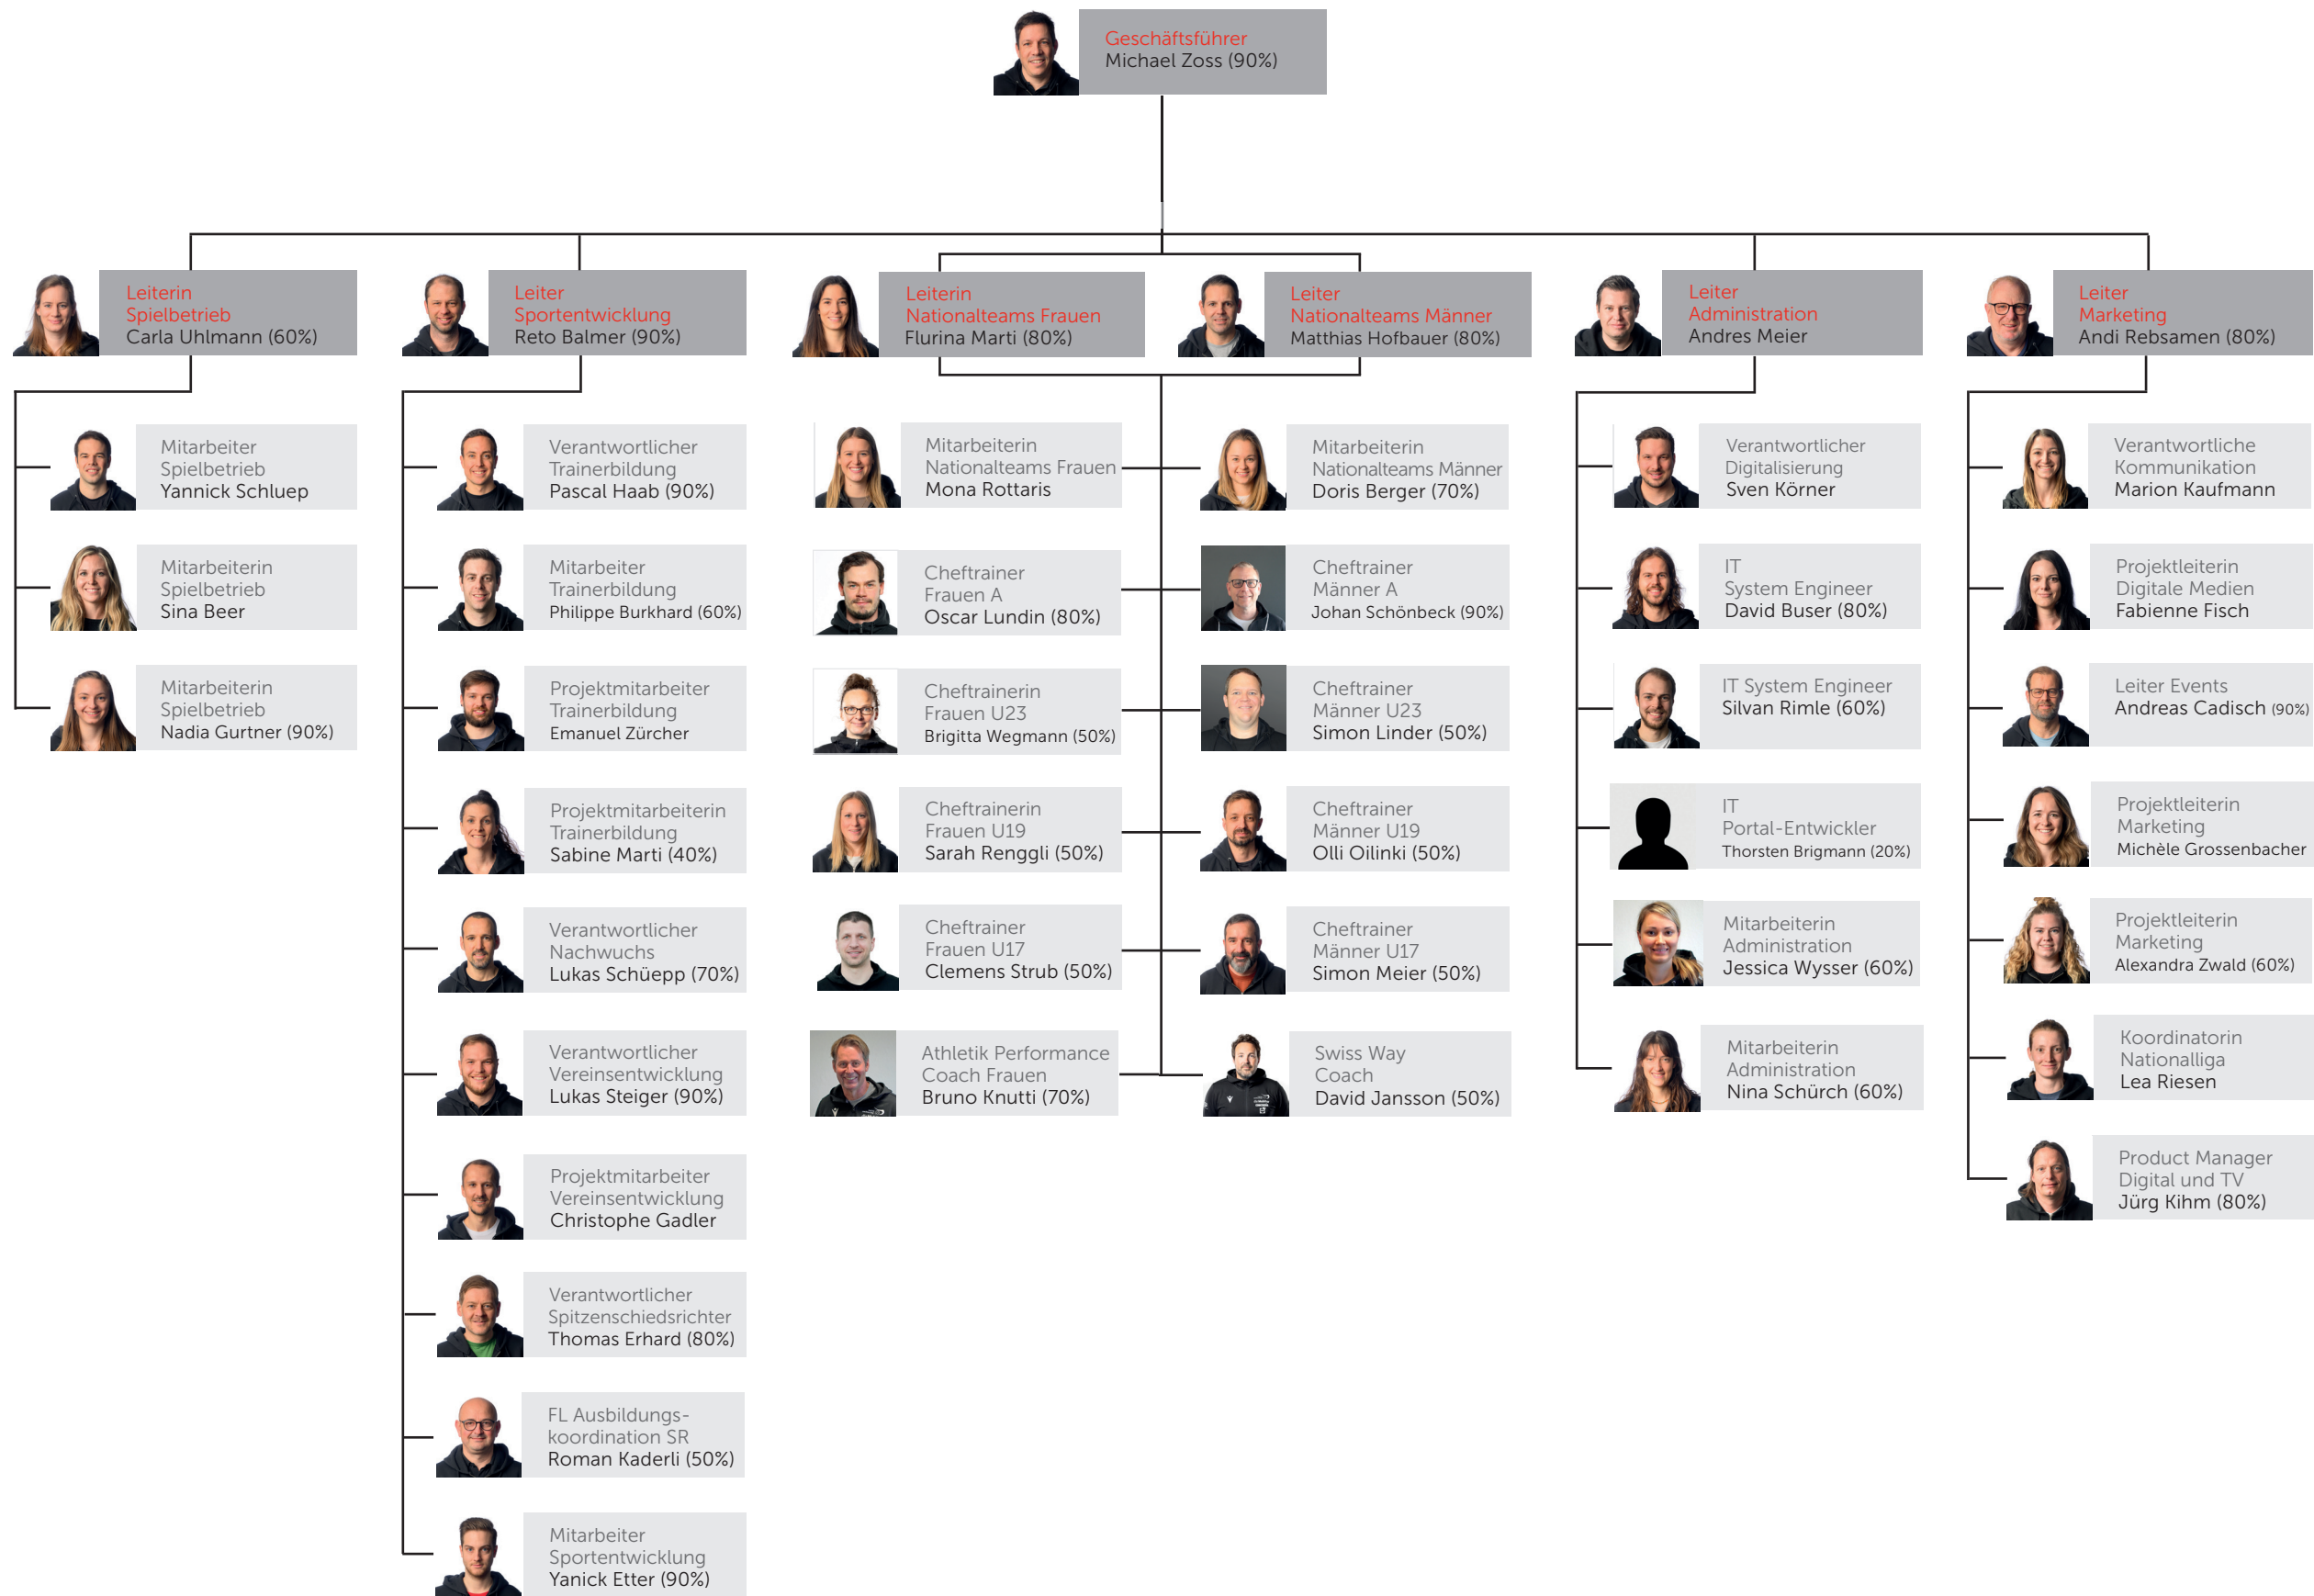 Geschäftsführer
Michael Zoss (90%)
Leiterin
Spielbetrieb
Carla Uhlmann (60%)
Leiter
Sportentwicklung
Reto Balmer (90%)
Leiterin
Nationalteams Frauen
Flurina Marti (80%)
Leiter
Nationalteams Männer
Matthias Hofbauer (80%)
Leiter
Administration
Andres Meier
Leiter
Marketing
Andi Rebsamen (80%)
Mitarbeiter
Spielbetrieb
Yannick Schluep
Mitarbeiterin
Spielbetrieb
Sina Beer
Mitarbeiterin
Spielbetrieb
Nadia Gurtner (90%)
Verantwortlicher
Trainerbildung
Pascal Haab (90%)
Mitarbeiter
Trainerbildung
Philippe Burkhard (60%)
Projektmitarbeiter
Trainerbildung
Emanuel Zürcher
Projektmitarbeiterin
Trainerbildung
Sabine Marti (40%)
Verantwortlicher
Nachwuchs
Lukas Schüepp (70%)
Verantwortlicher
Vereinsentwicklung
Lukas Steiger (90%)
Projektmitarbeiter
Vereinsentwicklung
Christophe Gadler
Verantwortlicher
Spitzenschiedsrichter
Thomas Erhard (80%)
FL Ausbildungs-
koordination SR
Roman Kaderli (50%)
Mitarbeiter
Sportentwicklung
Yanick Etter (90%)
Mitarbeiterin
Nationalteams Frauen
Mona Rottaris
Cheftrainer
Frauen A
Oscar Lundin (80%)
Cheftrainerin
Frauen U23
Brigitta Wegmann (50%)
Cheftrainerin
Frauen U19
Sarah Renggli (50%)
Cheftrainer
Frauen U17
Clemens Strub (50%)
Athletik Performance
Coach Frauen
Bruno Knutti (70%)
Mitarbeiterin
Nationalteams Männer
Doris Berger (70%)
Cheftrainer
Männer A
Johan Schönbeck (90%)
Cheftrainer
Männer U23
Simon Linder (50%)
Cheftrainer
Männer U19
Olli Oilinki (50%)
Cheftrainer
Männer U17
Simon Meier (50%)
Swiss Way
Coach
David Jansson (50%)
Verantwortlicher
Digitalisierung
Sven Körner
IT
System Engineer
David Buser (80%)
IT System Engineer
Silvan Rimle (60%)
IT
Portal-Entwickler
Thorsten Brigmann (20%)
Mitarbeiterin
Administration
Jessica Wysser (60%)
Mitarbeiterin
Administration
Nina Schürch (60%)
Verantwortliche
Kommunikation
Marion Kaufmann
Projektleiterin
Digitale Medien
Fabienne Fisch
Leiter Events
Andreas Cadisch (90%)
Projektleiterin
Marketing
Michèle Grossenbacher
Projektleiterin
Marketing
Alexandra Zwald (60%)
Koordinatorin
Nationalliga
Lea Riesen
Product Manager
Digital und TV
Jürg Kihm (80%)